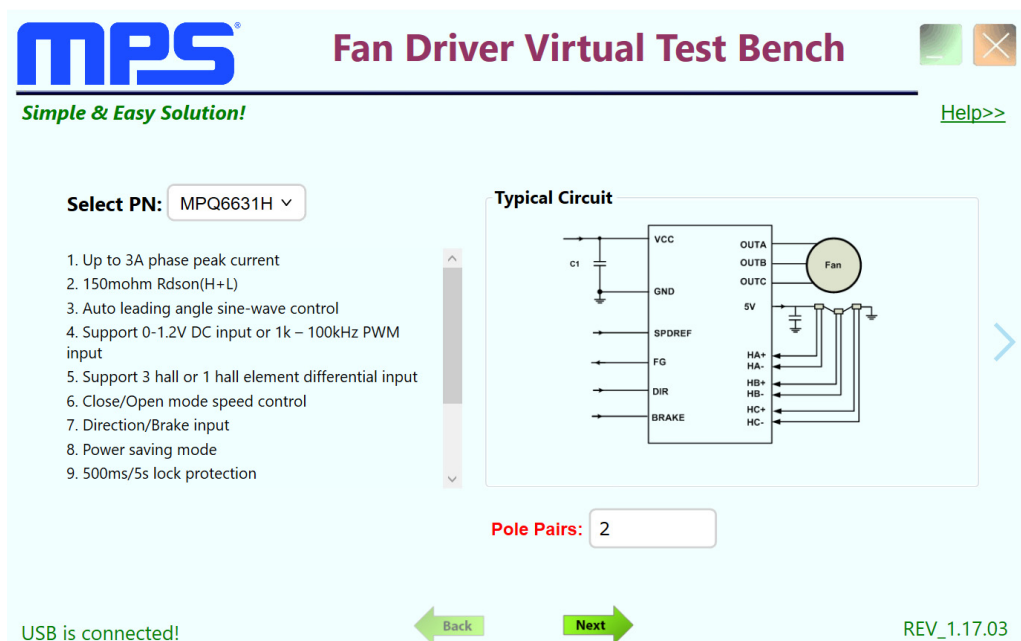 mps®
Fan Driver Virtual Test Bench
Simple & Easy Solution!
Help>>
Select PN: MPQ6631H
1. Up to 3A phase peak current
2. 150mohm Rdson(H+L)
3. Auto leading angle sine-wave control
4. Support 0-1.2V DC input or 1k – 100kHz PWM
input
5. Support 3 hall or 1 hall element differential input
6. Close/Open mode speed control
7. Direction/Brake input
8. Power saving mode
9. 500ms/5s lock protection
Typical Circuit
VCC
C1
GND
SPDREF
FG
DIR
BRAKE
OUTA
OUTB
OUTC
5V
HA+
HA-
HB+
HB-
HC+
HC-
Fan
Pole Pairs: 2
USB is connected!
Back
Next
REV_1.17.03